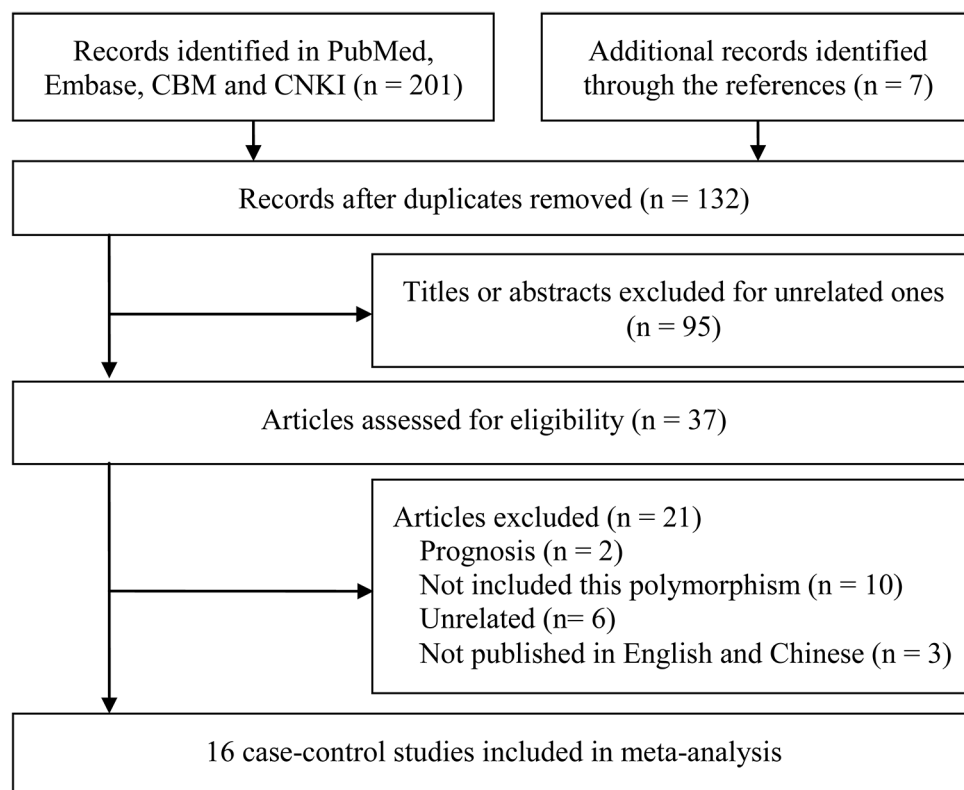 Records identified in PubMed,
Embase, CBM and CNKI (n = 201)
Additional records identified
through the references (n = 7)
Records after duplicates removed (n = 132)
Titles or abstracts excluded for unrelated ones
(n = 95)
Articles assessed for eligibility (n = 37)
Articles excluded (n = 21)
Prognosis (n = 2)
Not included this polymorphism (n = 10)
Unrelated (n= 6)
Not published in English and Chinese (n = 3)
16 case-control studies included in meta-analysis